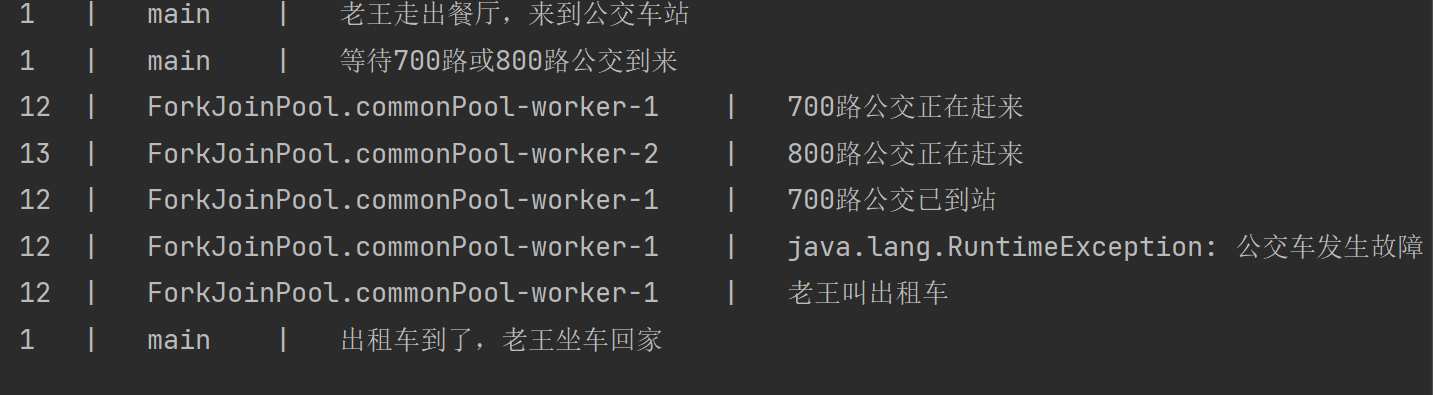 1 | main | 老王走出餐厅，来到公交车站
1 | main | 等待700路或800路公交到来
12 | ForkJoinPool.commonPool-worker-1 | 700路公交正在赶来
13 | ForkJoinPool.commonPool-worker-2 | 800路公交正在赶来
12 | ForkJoinPool.commonPool-worker-1 | 700路公交已到站
12 | ForkJoinPool.commonPool-worker-1 | java.lang.RuntimeException: 公交车发生故障
12 | ForkJoinPool.commonPool-worker-1 | 老王叫出租车
1 | main | 出租车到了，老王坐车回家